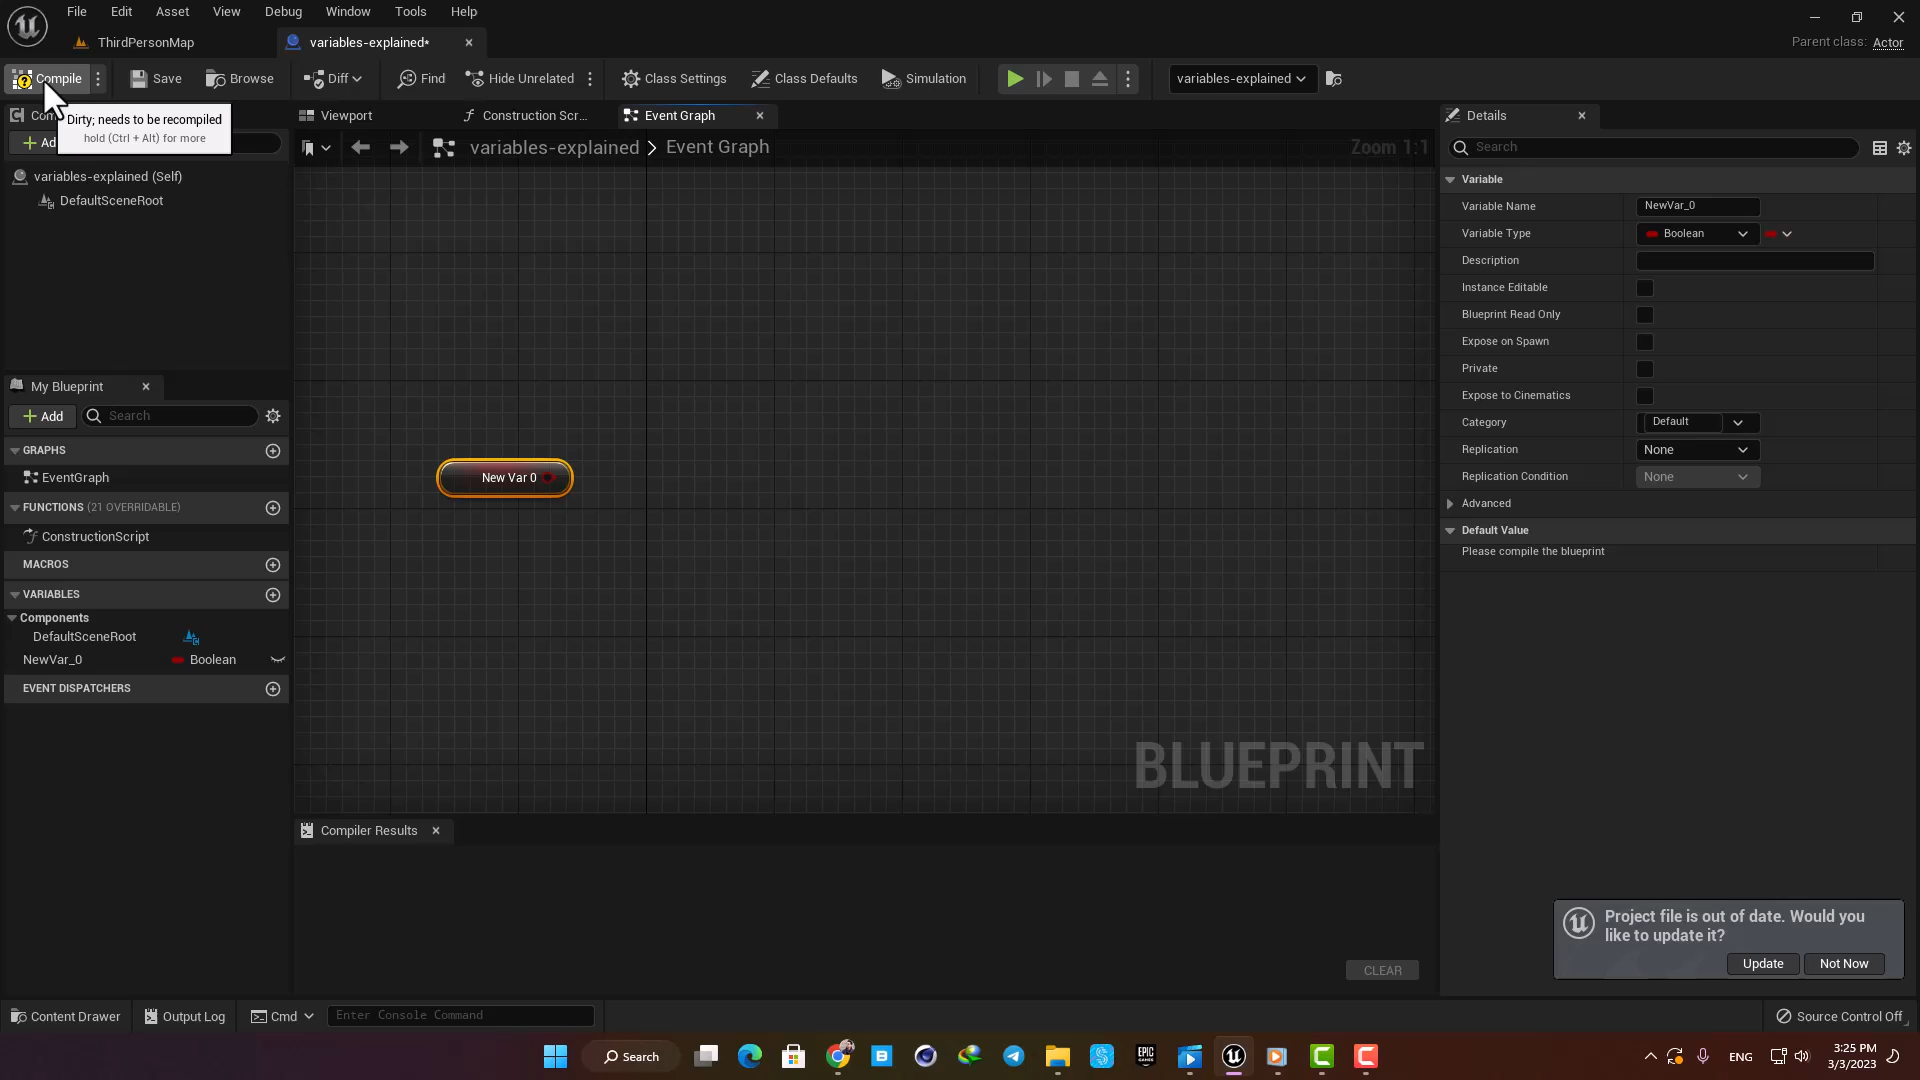 File Edit Asset View Debug Window Tools Help
ThirdPersonMap
variables-explained*
Parent class: Actor
Compile
Save
Browse
Diff
Find
Hide Unrelated
Class Settings
Class Defaults
Simulation
variables-explained
Dirty; needs to be recompiled
hold (Ctrl + Alt) for more
variables-explained (Self)
DefaultSceneRoot
Viewport
Construction Scr...
Event Graph
variables-explained > Event Graph
Zoom 1:1
New Var 0
BLUEPRINT
My Blueprint
Add
Search
GRAPHS
EventGraph
FUNCTIONS (21 OVERRIDABLE)
ConstructionScript
MACROS
VARIABLES
Components
DefaultSceneRoot
NewVar_0 Boolean
EVENT DISPATCHERS
Compiler Results
CLEAR
Details
Search
Variable
Variable Name NewVar_0
Variable Type Boolean
Description
Instance Editable
Blueprint Read Only
Expose on Spawn
Private
Expose to Cinematics
Category Default
Replication None
Replication Condition None
Advanced
Default Value
Please compile the blueprint
Project file is out of date. Would you
like to update it?
Update Not Now
Content Drawer
Output Log
Cmd
Enter Console Command
Source Control Off
Search
EPIC
GAMES
ENG
3:25 PM
3/3/2023